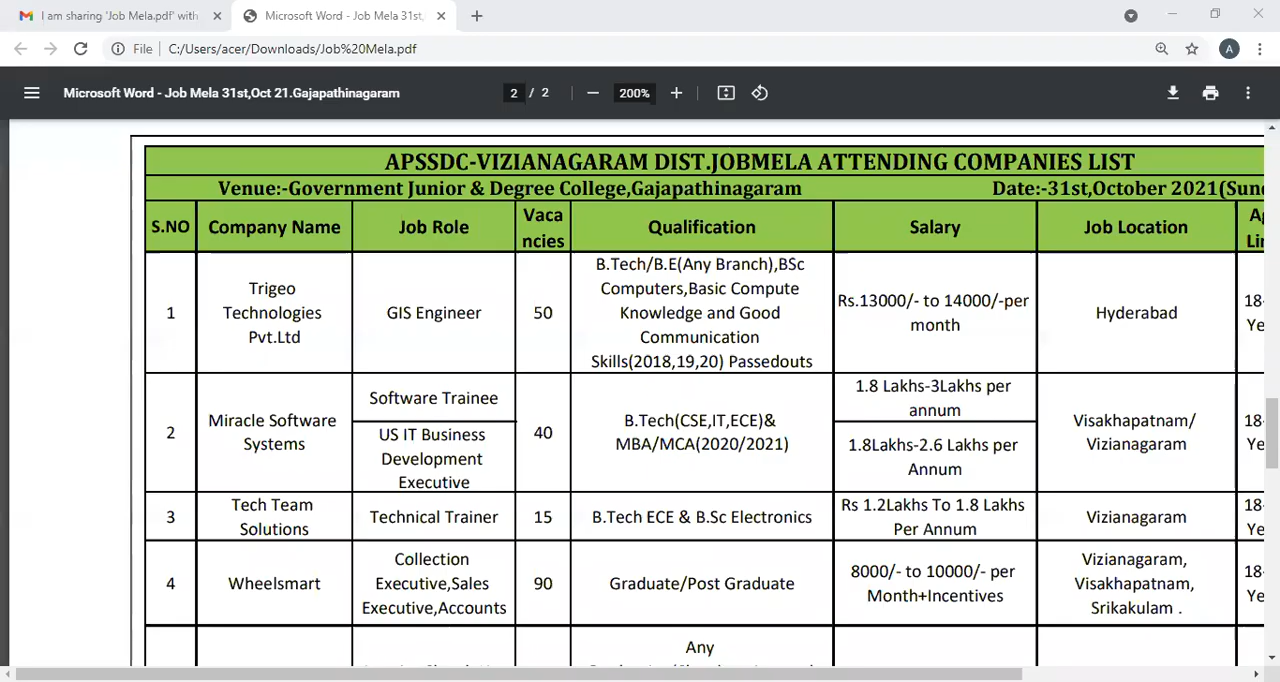 I am sharing 'Job Mela.pdf' with
Microsoft Word - Job Mela 31st,
File
C:/Users/acer/Downloads/Job%20Mela.pdf
A
Microsoft Word - Job Mela 31st,Oct 21.Gajapathinagaram
2 / 2
200%
APSSDC-VIZIANAGARAM DIST.JOBMELA ATTENDING COMPANIES LIST
Venue:-Government Junior & Degree College,Gajapathinagaram
Date:-31st,October 2021(Sun
S.NO
Company Name
Job Role
Vaca
ncies
Qualification
Salary
Job Location
1
Trigeo
Technologies
Pvt.Ltd
GIS Engineer
50
B.Tech/B.E(Any Branch),BSc
Computers,Basic Compute
Knowledge and Good
Communication
Skills(2018,19,20) Passedouts
Rs.13000/- to 14000/-per
month
Hyderabad
18-
Ye
2
Miracle Software
Systems
Software Trainee
US IT Business
Development
Executive
40
B.Tech(CSE,IT,ECE)&
MBA/MCA(2020/2021)
1.8 Lakhs-3Lakhs per
annum
1.8Lakhs-2.6 Lakhs per
Annum
Visakhapatnam/
Vizianagaram
18-
Ye
3
Tech Team
Solutions
Technical Trainer
15
B.Tech ECE & B.Sc Electronics
Rs 1.2Lakhs To 1.8 Lakhs
Per Annum
Vizianagaram
18-
Ye
4
Wheelsmart
Collection
Executive,Sales
Executive,Accounts
90
Graduate/Post Graduate
8000/- to 10000/- per
Month+Incentives
Vizianagaram,
Visakhapatnam,
Srikakulam .
18-
Ye
Any